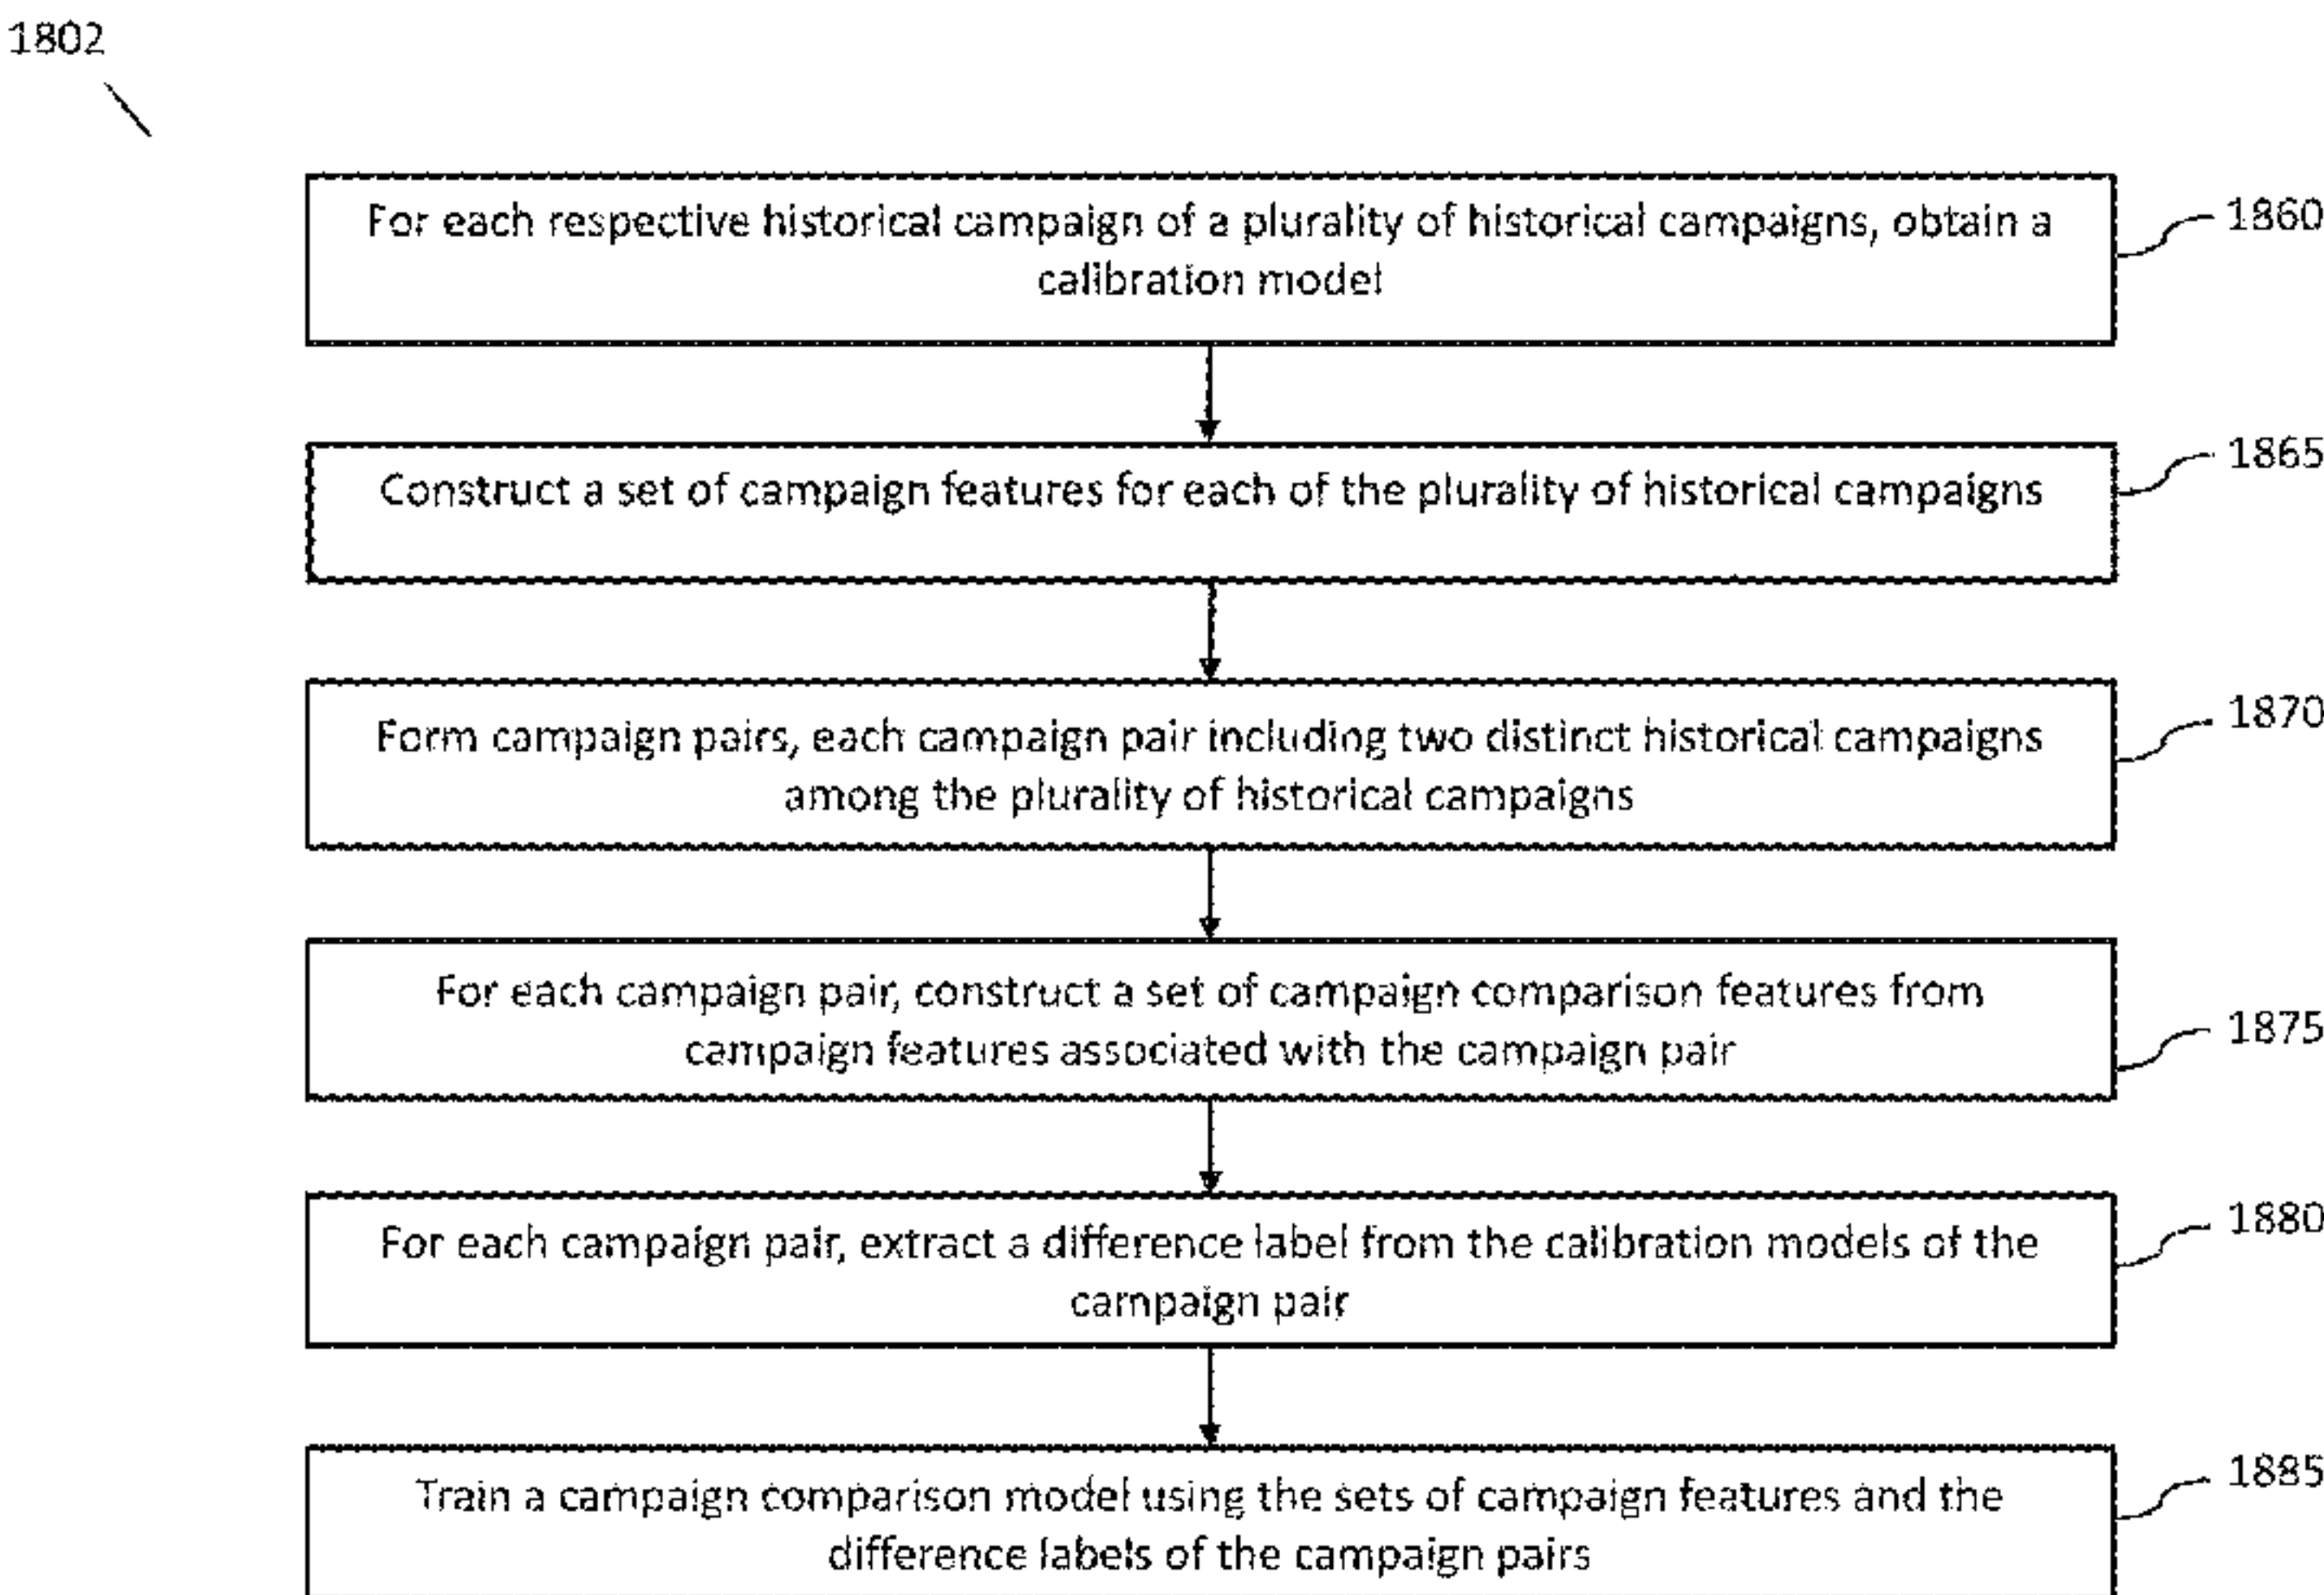 1802
For each respective historical campaign of a plurality of historical campaigns, obtain a
calibration model
1860
Construct a set of campaign features for each of the plurality of historical campaigns
1865
Form campaign pairs, each campaign pair including two distinct historical campaigns
among the plurality of historical campaigns
1870
For each campaign pair, construct a set of campaign comparison features from
campaign features associated with the campaign pair
1875
For each campaign pair, extract a difference label from the calibration models of the
campaign pair
1880
Train a campaign comparison model using the sets of campaign features and the
difference labels of the campaign pairs
1885